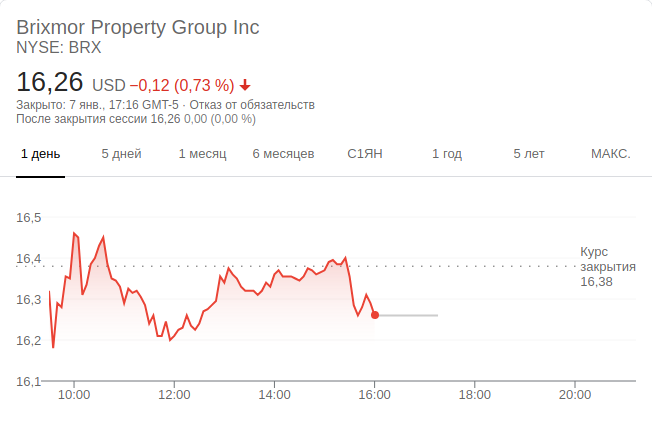 Brixmor Property Group Inc
NYSE: BRX
16,26 USD −0,12 (0,73 %)
Закрыто: 7 янв., 17:16 GMT-5 · Отказ от обязательств
После закрытия сессии 16,26 0,00 (0,00 %)
1 день 5 дней 1 месяц 6 месяцев С1ЯН 1 год 5 лет МАКС.
16,5
16,4
16,3
16,2
16,1
Курс
закрытия
16,38
10:00 12:00 14:00 16:00 18:00 20:00